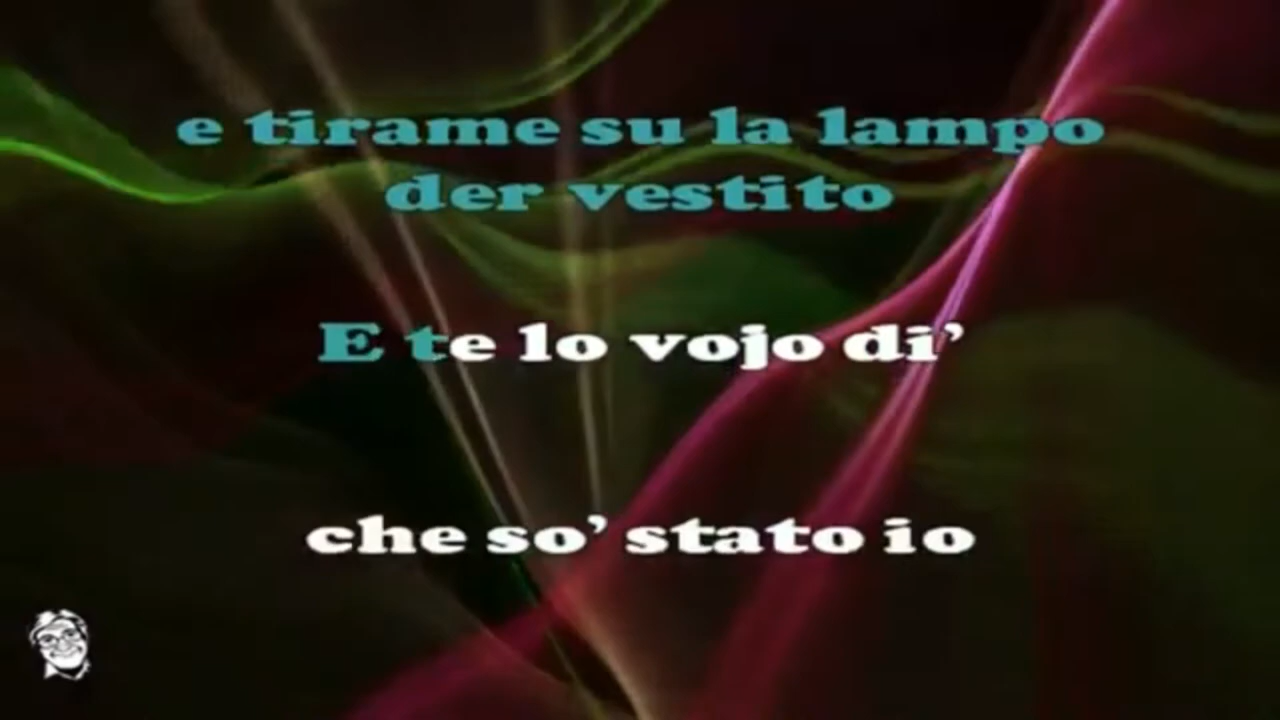 e tirame su la lampo
der vestito
E te lo vojo di’
che so’ stato io